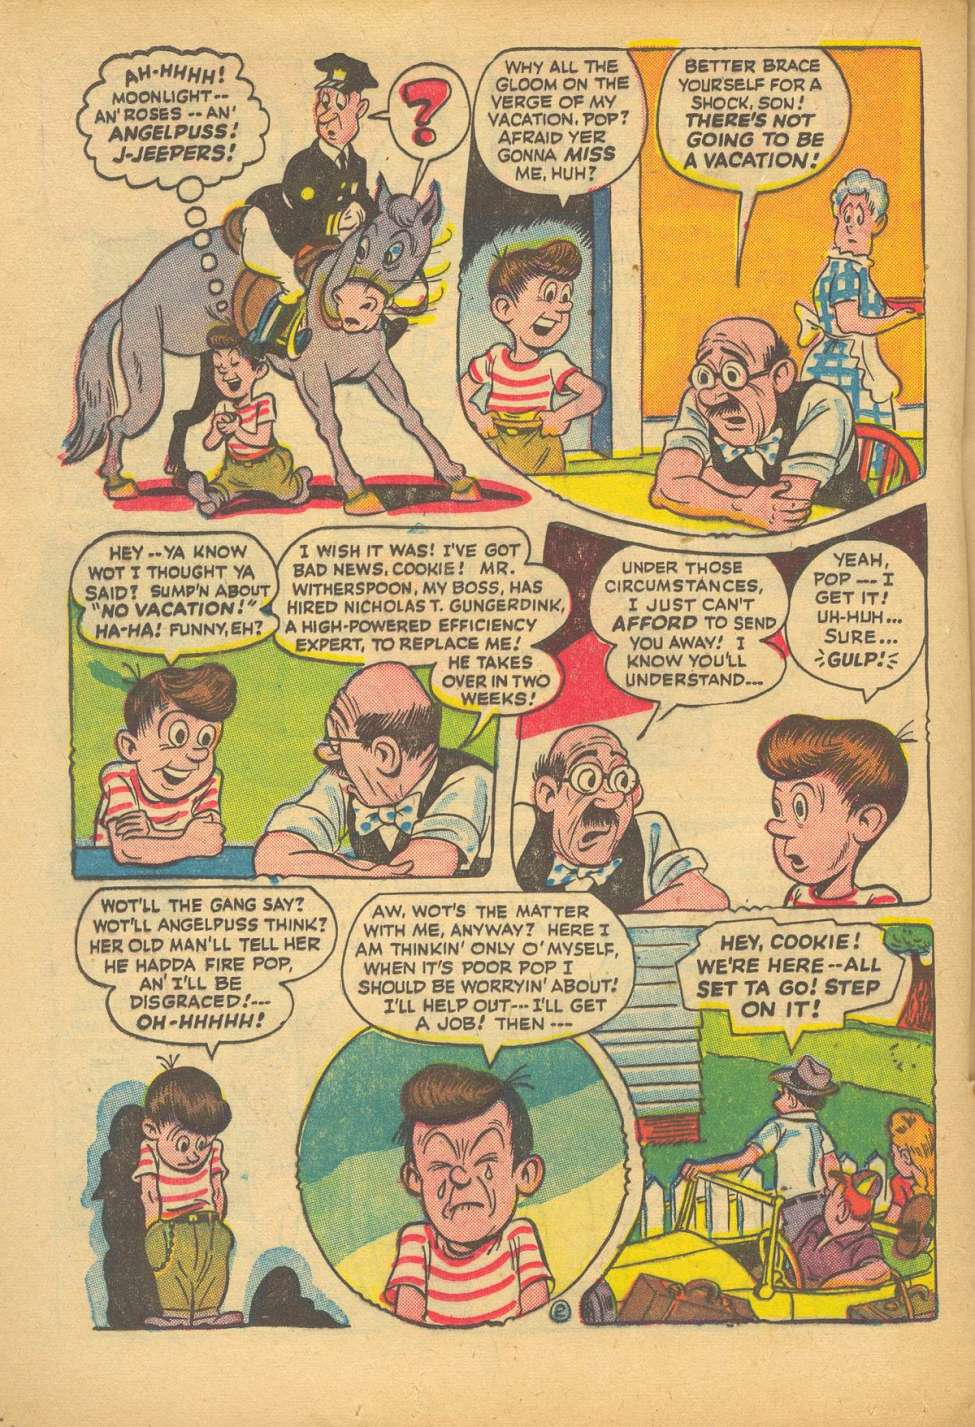 AH-HHHH!
MOONLIGHT--
AN' ROSES -- AN'
ANGELPUSS!
J-JEEPERS!
?
WHY ALL THE
GLOOM ON THE
VERGE OF MY
VACATION, POP?
AFRAID YER
GONNA MISS
ME, HUH?
BETTER BRACE
YOURSELF FOR A
SHOCK, SON!
THERE'S NOT
GOING TO BE
A VACATION!
HEY -- YA KNOW
WOT I THOUGHT YA
SAID? SUMP'N ABOUT
"NO VACATION!"
HA-HA! FUNNY, EH?
I WISH IT WAS! I'VE GOT
BAD NEWS, COOKIE! MR.
WITHERSPOON, MY BOSS, HAS
HIRED NICHOLAS T. GUNGERDINK,
A HIGH-POWERED EFFICIENCY
EXPERT, TO REPLACE ME!
HE TAKES
OVER IN TWO
WEEKS!
UNDER THOSE
CIRCUMSTANCES,
I JUST CAN'T
AFFORD TO SEND
YOU AWAY! I
KNOW YOU'LL
UNDERSTAND...
YEAH,
POP -- I
GET IT!
UH-HUH...
SURE...
GULP!
WOT'LL THE GANG SAY?
WOT'LL ANGELPUSS THINK?
HER OLD MAN'LL TELL HER
HE HADDA FIRE POP,
AN' I'LL BE
DISGRACED!---
OH-HHHHH!
AW, WOT'S THE MATTER
WITH ME, ANYWAY? HERE I
AM THINKIN' ONLY O' MYSELF,
WHEN IT'S POOR POP I
SHOULD BE WORRYIN' ABOUT!
I'LL HELP OUT---I'LL GET
A JOB! THEN ---
HEY, COOKIE!
WE'RE HERE--ALL
SET TA GO! STEP
ON IT!
2